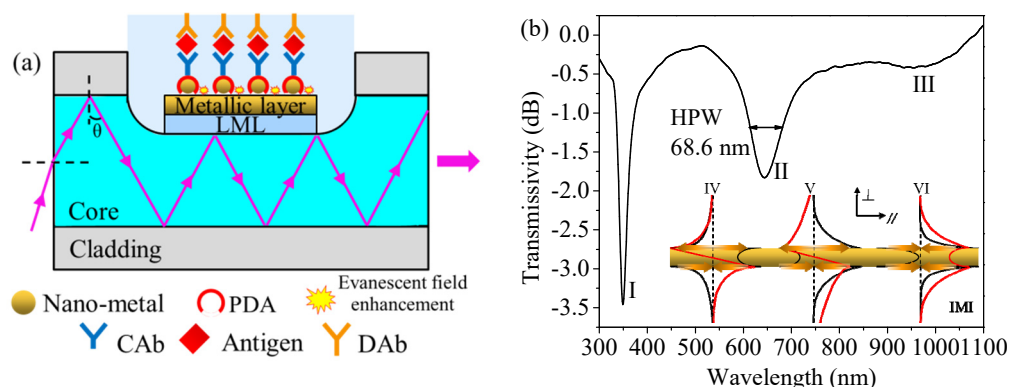 (a)
θ
Metallic layer
LML
Core
Cladding
Nano-metal
PDA
Evanescent field
enhancement
CAb
Antigen
DAb
(b)
0.0
-0.5
-1.0
-1.5
-2.0
-2.5
-3.0
-3.5
Transmissivity (dB)
I
HPW
68.6 nm
II
III
IV
V
VI
⊥
//
IMI
300 400 500 600 700 800 900 1000 1100
Wavelength (nm)